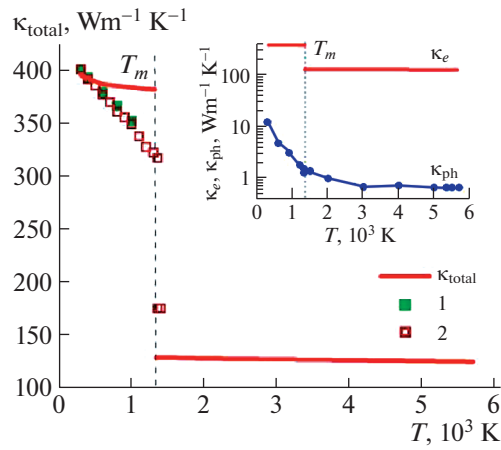 κtotal, Wm⁻¹ K⁻¹
400
350
300
250
200
150
100
Tm
0
1
2
3
4
5
6
T, 10³ K
κtotal
1
2
κe, κph, Wm⁻¹ K⁻¹
100
10
1
Tm
κe
κph
0
1
2
3
4
5
6
T, 10³ K